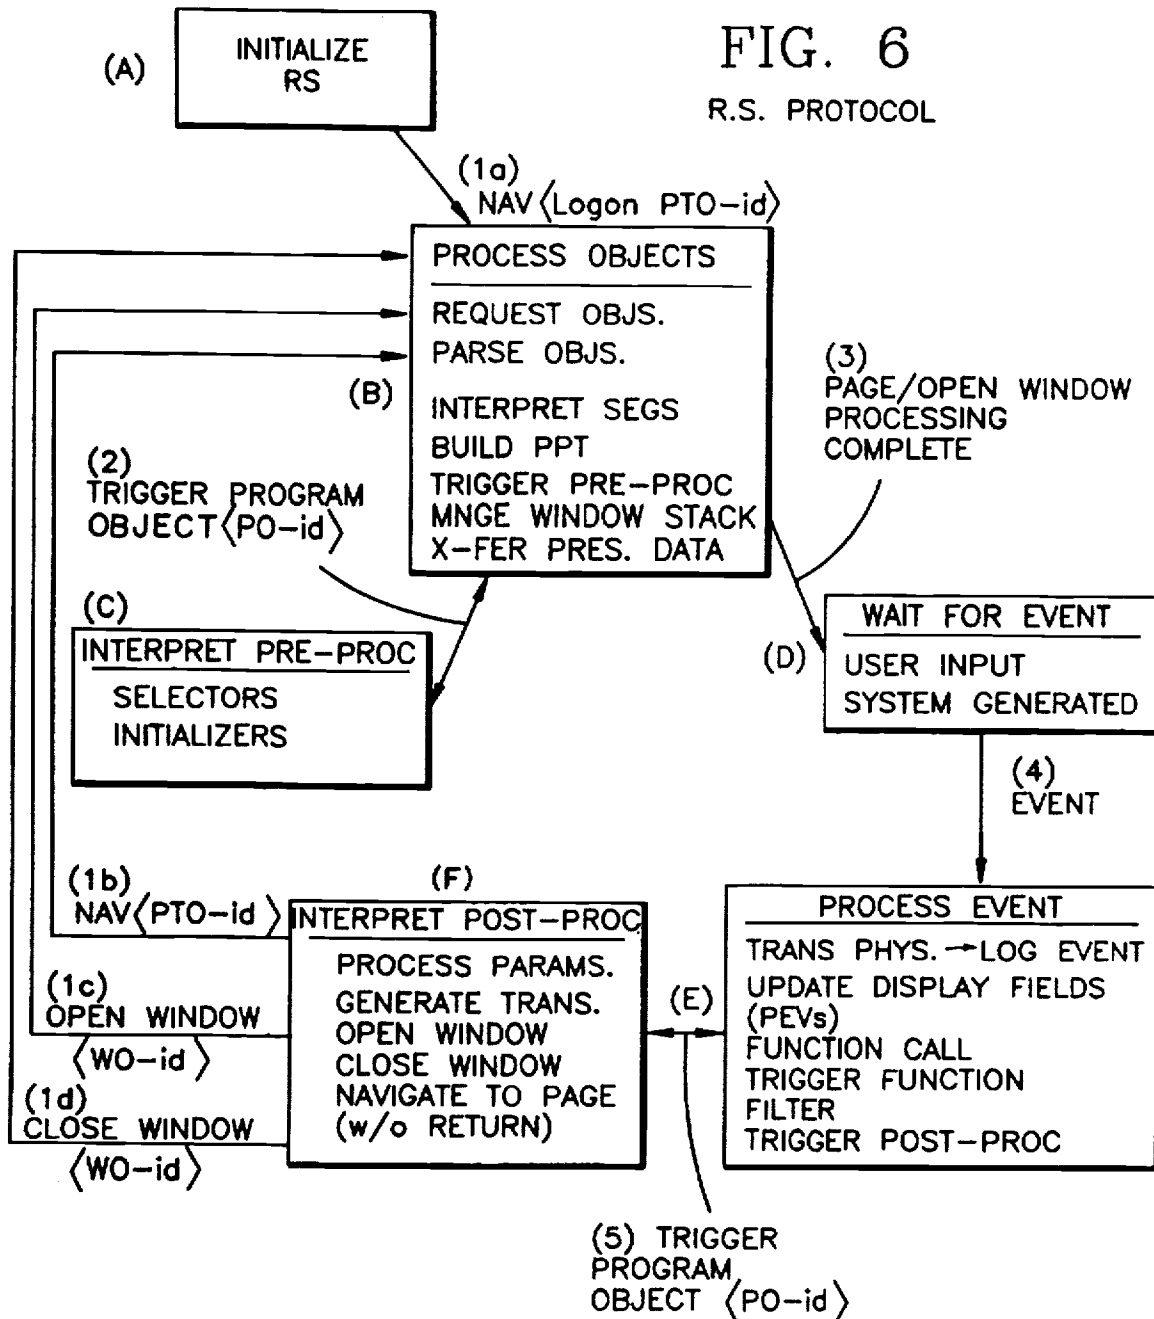 FIG. 6
R.S. PROTOCOL
(A)
INITIALIZE
RS
(1a)
NAV〈Logon PTO-id〉
PROCESS OBJECTS
REQUEST OBJS.
PARSE OBJS.
(B)
INTERPRET SEGS
BUILD PPT
TRIGGER PRE-PROC
MNGE WINDOW STACK
X-FER PRES. DATA
(2)
TRIGGER PROGRAM
OBJECT〈PO-id〉
(3)
PAGE/OPEN WINDOW
PROCESSING
COMPLETE
(C)
INTERPRET PRE-PROC
SELECTORS
INITIALIZERS
(D)
WAIT FOR EVENT
USER INPUT
SYSTEM GENERATED
(4)
EVENT
(1b)
NAV〈PTO-id〉
(1c)
OPEN WINDOW
〈WO-id〉
(1d)
CLOSE WINDOW
〈WO-id〉
(F)
INTERPRET POST-PROC
PROCESS PARAMS.
GENERATE TRANS.
OPEN WINDOW
CLOSE WINDOW
NAVIGATE TO PAGE
(w/o RETURN)
(E)
PROCESS EVENT
TRANS PHYS.→LOG EVENT
UPDATE DISPLAY FIELDS
(PEVs)
FUNCTION CALL
TRIGGER FUNCTION
FILTER
TRIGGER POST-PROC
(5) TRIGGER
PROGRAM
OBJECT 〈PO-id〉